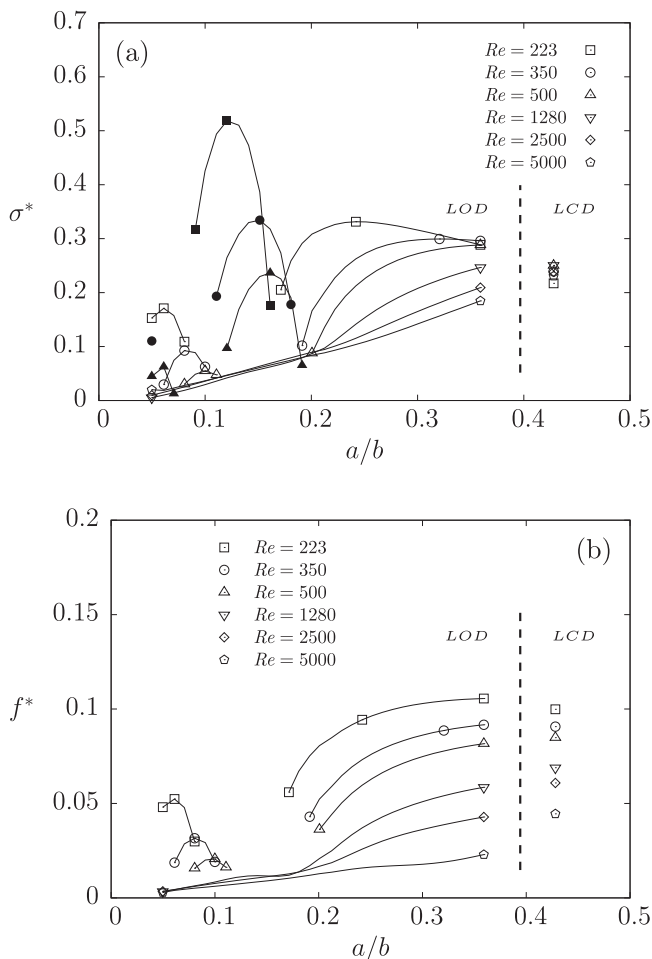 0.7
(a)
Re = 223
Re = 350
Re = 500
Re = 1280
Re = 2500
Re = 5000
0.6
0.5
0.4
σ*
LOD
LCD
0.3
0.2
0.1
0
0 0.1 0.2 0.3 0.4 0.5
a/b
0.2
(b)
Re = 223
Re = 350
Re = 500
Re = 1280
Re = 2500
Re = 5000
0.15
LOD
LCD
f*
0.1
0.05
0
0 0.1 0.2 0.3 0.4 0.5
a/b